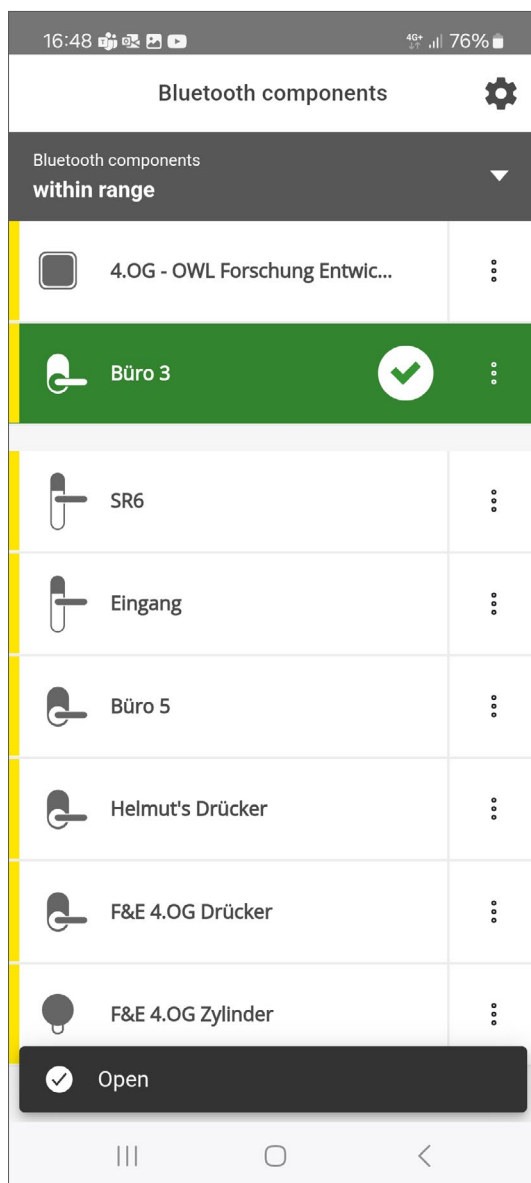 16:48
4G+
76%
Bluetooth components
Bluetooth components
within range
4.OG - OWL Forschung Entwic...
Büro 3
SR6
Eingang
Büro 5
Helmut's Drücker
F&E 4.OG Drücker
F&E 4.OG Zylinder
Open